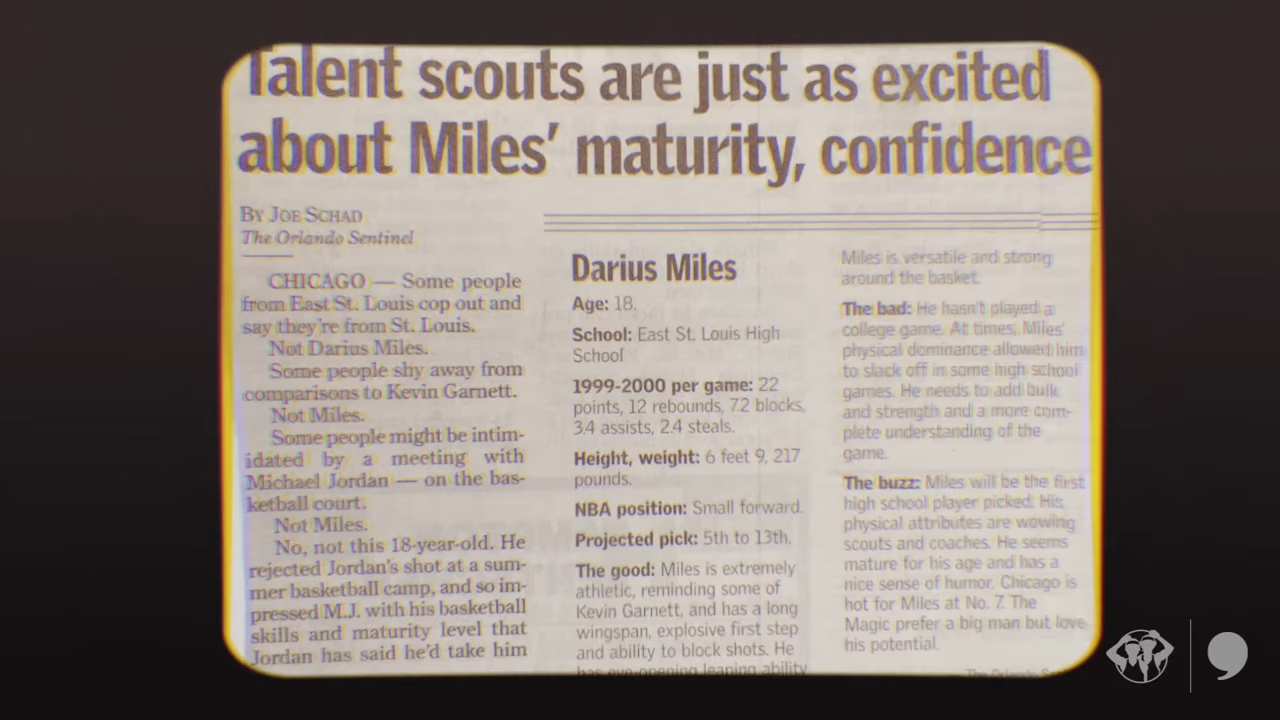 Talent scouts are just as excited
about Miles' maturity, confidence
BY JOE SCHAD
The Orlando Sentinel
CHICAGO — Some people
from East St. Louis cop out and
say they're from St. Louis.
Not Darius Miles.
Some people shy away from
comparisons to Kevin Garnett.
Not Miles.
Some people might be intim-
idated by a meeting with
Michael Jordan — on the bas-
ketball court.
Not Miles.
No, not this 18-year-old. He
rejected Jordan's shot at a sum-
mer basketball camp, and so im-
pressed M.J. with his basketball
skills and maturity level that
Jordan has said he'd take him
Darius Miles
Age: 18.
School: East St. Louis High
School
1999-2000 per game: 22
points, 12 rebounds, 7.2 blocks,
3.4 assists, 2.4 steals.
Height, weight: 6 feet 9, 217
pounds.
NBA position: Small forward.
Projected pick: 5th to 13th.
The good: Miles is extremely
athletic, reminding some of
Kevin Garnett, and has a long
wingspan, explosive first step
and ability to block shots. He
has eye-opening leaping ability
Miles is versatile and strong
around the basket.
The bad: He hasn't played a
college game. At times, Miles'
physical dominance allowed him
to slack off in some high school
games. He needs to add bulk
and strength and a more com-
plete understanding of the
game.
The buzz: Miles will be the first
high school player picked. His
physical attributes are wowing
scouts and coaches. He seems
mature for his age and has a
nice sense of humor. Chicago is
hot for Miles at No. 7. The
Magic prefer a big man but love
his potential.
The Orlando